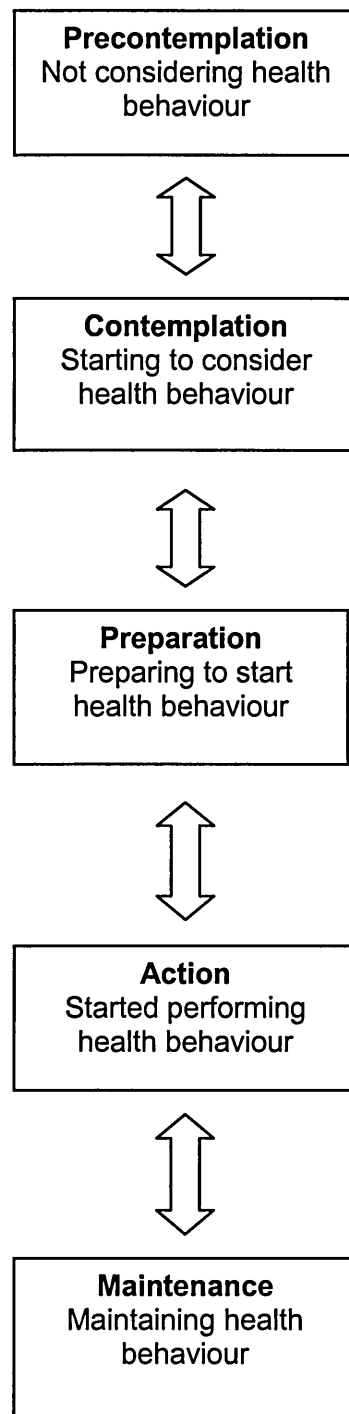 Precontemplation
Not considering health
behaviour
Contemplation
Starting to consider
health behaviour
Preparation
Preparing to start
health behaviour
Action
Started performing
health behaviour
Maintenance
Maintaining health
behaviour